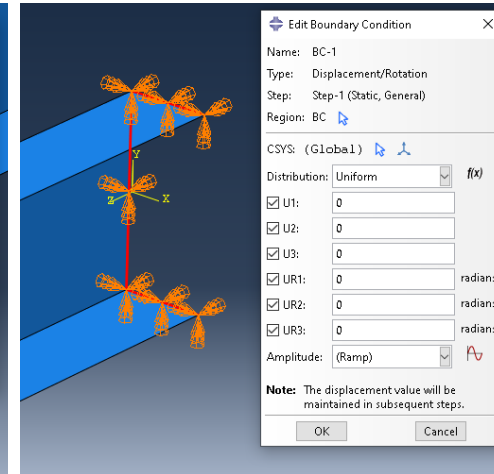 Edit Boundary Condition
Name: BC-1
Type: Displacement/Rotation
Step: Step-1 (Static, General)
Region: BC
CSYS: (Global)
Distribution: Uniform f(x)
U1: 0
U2: 0
U3: 0
UR1: 0 radians
UR2: 0 radians
UR3: 0 radians
Amplitude: (Ramp)
Note: The displacement value will be
maintained in subsequent steps.
OK Cancel
Y
Z X